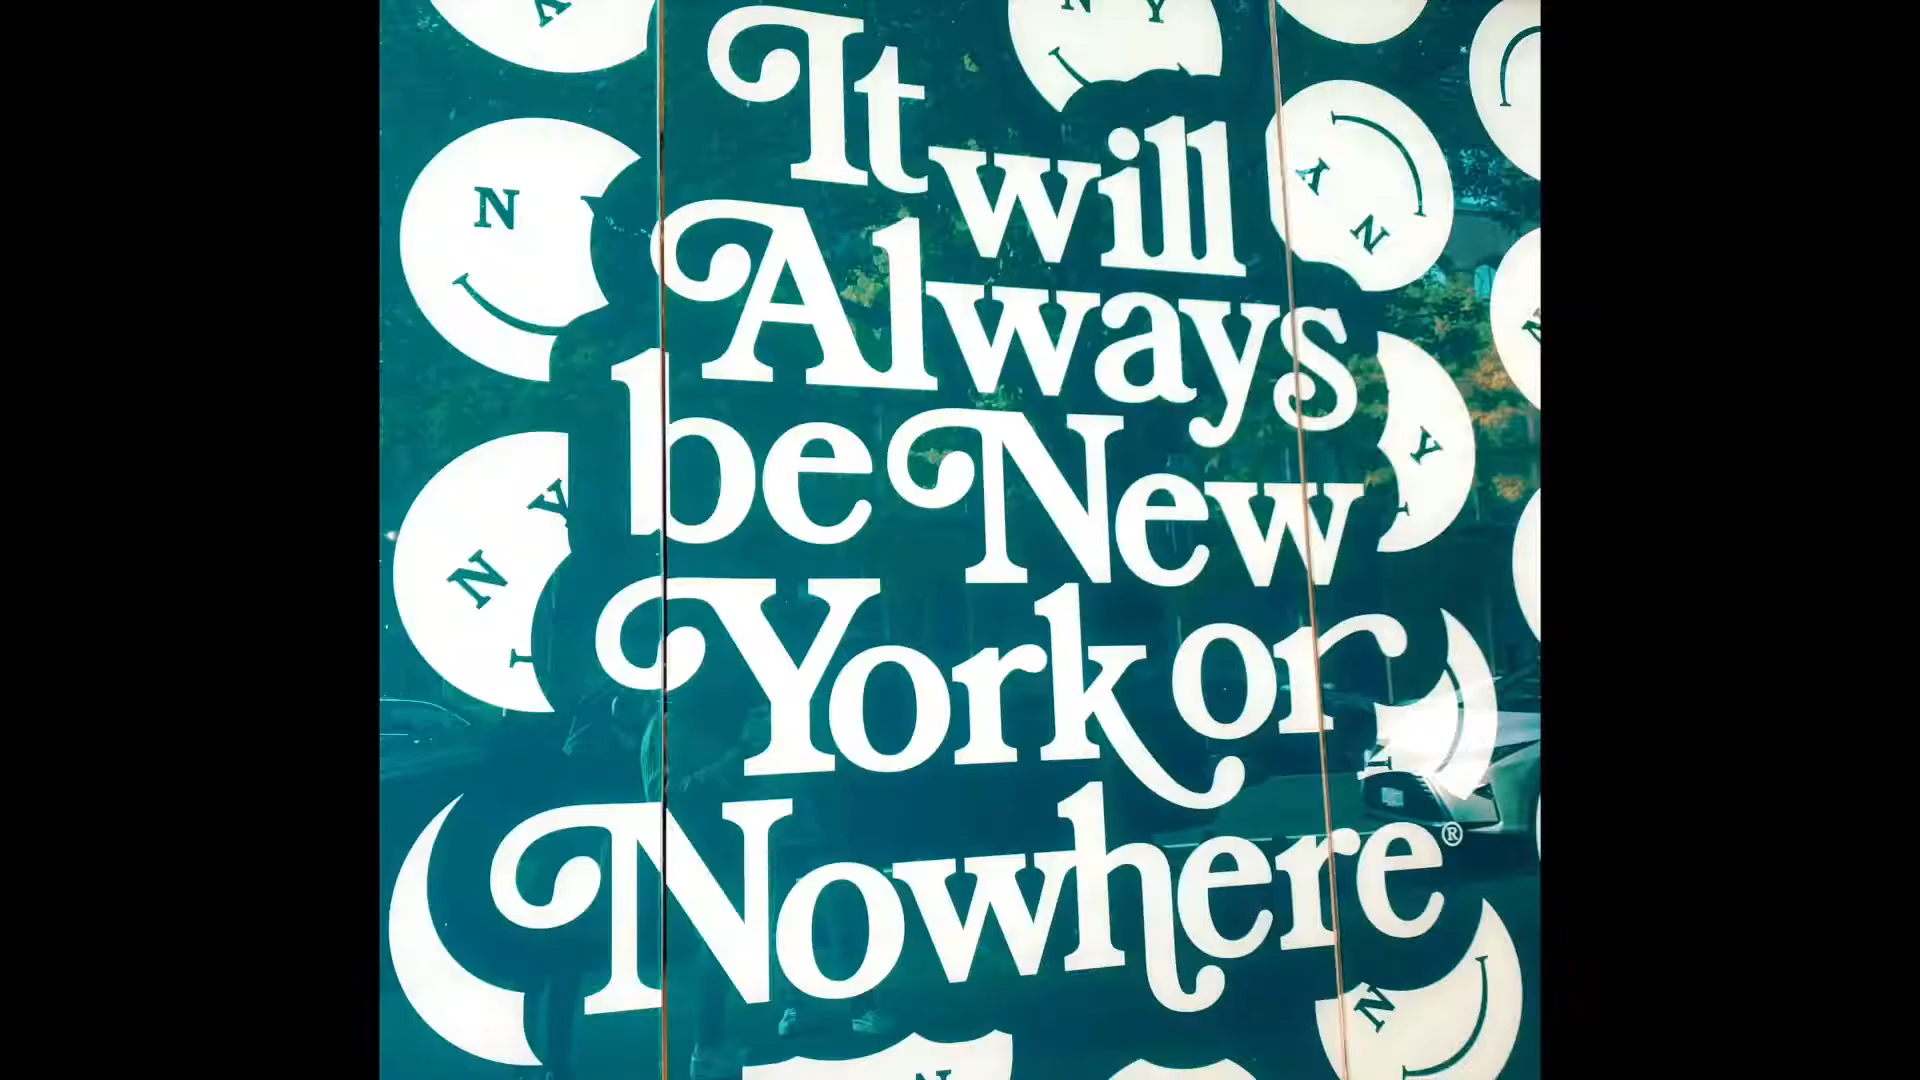 It will
Always
be New
York or
Nowhere®
N Y
N
N Y
N Y
Y
N
N
N